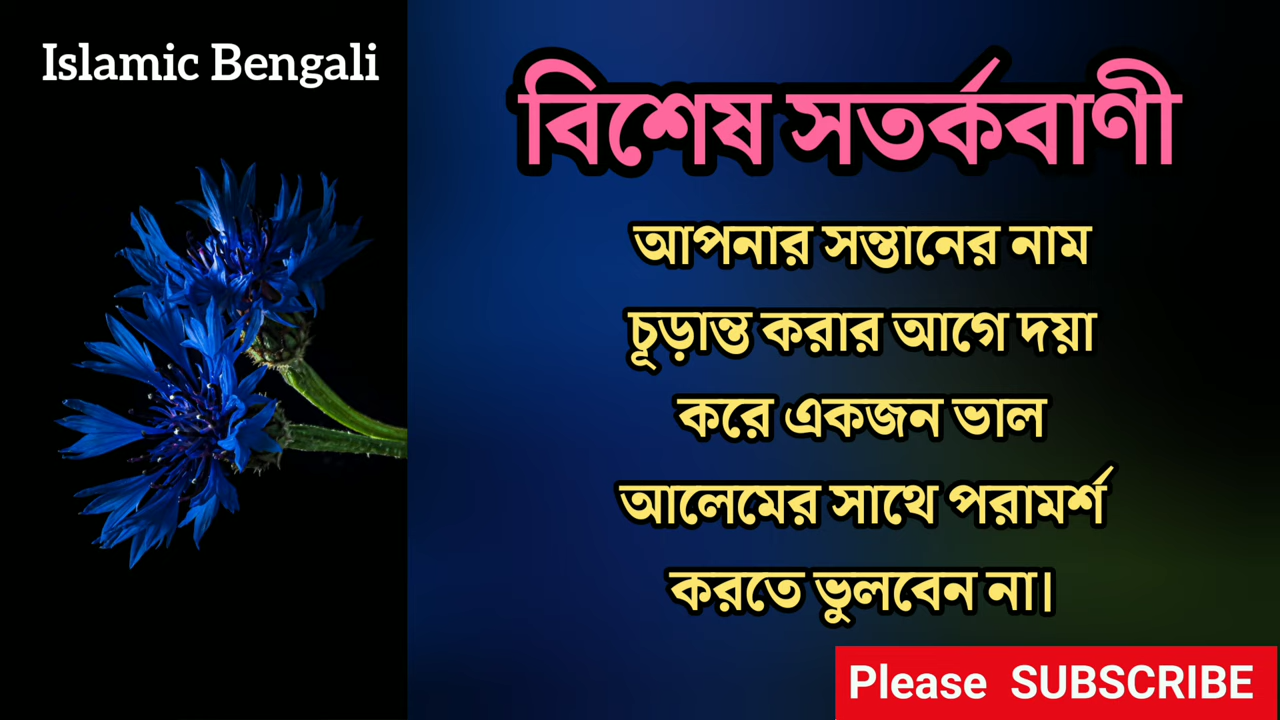 Islamic Bengali
বিশেষ সতর্কবাণী
আপনার সন্তানের নাম
চূড়ান্ত করার আগে দয়া
করে একজন ভাল
আলেমের সাথে পরামর্শ
করতে ভুলবেন না।
Please SUBSCRIBE